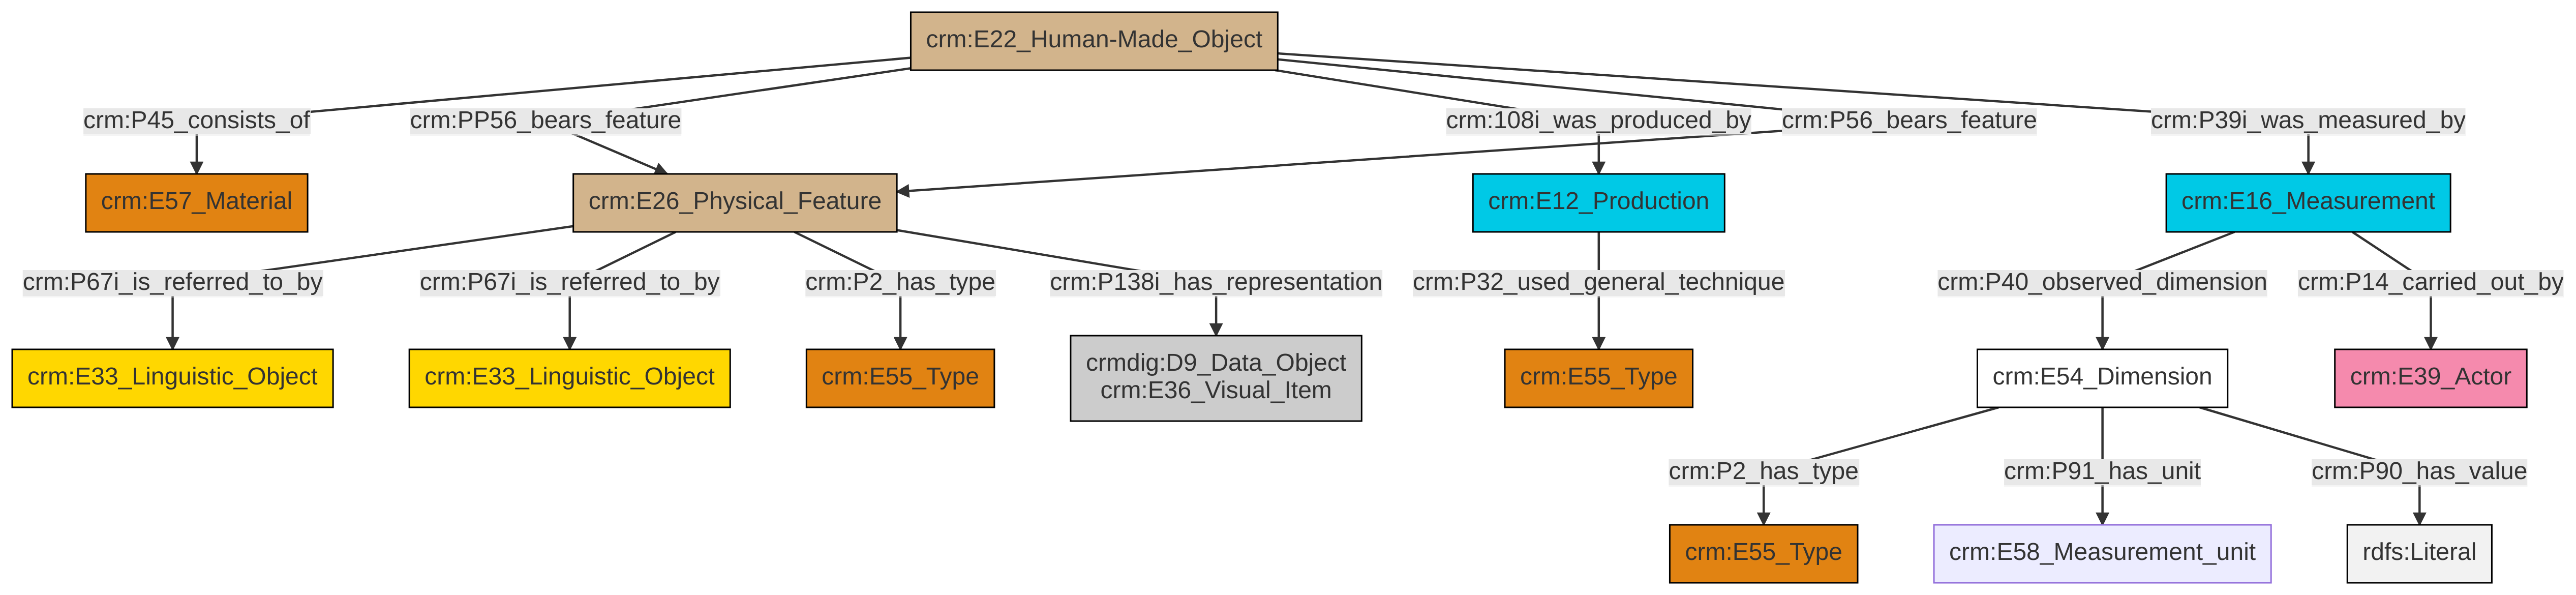 crm:E22_Human-Made_Object
crm:P45_consists_of
crm:PP56_bears_feature
crm:108i_was_produced_by
crm:P56_bears_feature
crm:P39i_was_measured_by
crm:E57_Material
crm:E26_Physical_Feature
crm:E12_Production
crm:E16_Measurement
crm:P67i_is_referred_to_by
crm:P67i_is_referred_to_by
crm:P2_has_type
crm:P138i_has_representation
crm:P32_used_general_technique
crm:P40_observed_dimension
crm:P14_carried_out_by
crm:E33_Linguistic_Object
crm:E33_Linguistic_Object
crm:E55_Type
crmdig:D9_Data_Object
crm:E36_Visual_Item
crm:E55_Type
crm:E54_Dimension
crm:E39_Actor
crm:P2_has_type
crm:P91_has_unit
crm:P90_has_value
crm:E55_Type
crm:E58_Measurement_unit
rdfs:Literal